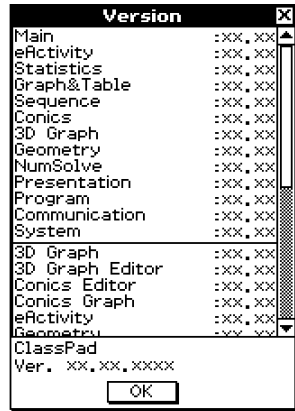 Version
Main :xx.xx
eActivity :xx.xx
Statistics :xx.xx
Graph&Table :xx.xx
Sequence :xx.xx
Conics :xx.xx
3D Graph :xx.xx
Geometry :xx.xx
NumSolve :xx.xx
Presentation :xx.xx
Program :xx.xx
Communication :xx.xx
System :xx.xx
3D Graph :xx.xx
3D Graph Editor :xx.xx
Conics Editor :xx.xx
Conics Graph :xx.xx
eActivity :xx.xx
Geometry :xx.xx
ClassPad
Ver. xx.xx.xxxx
OK